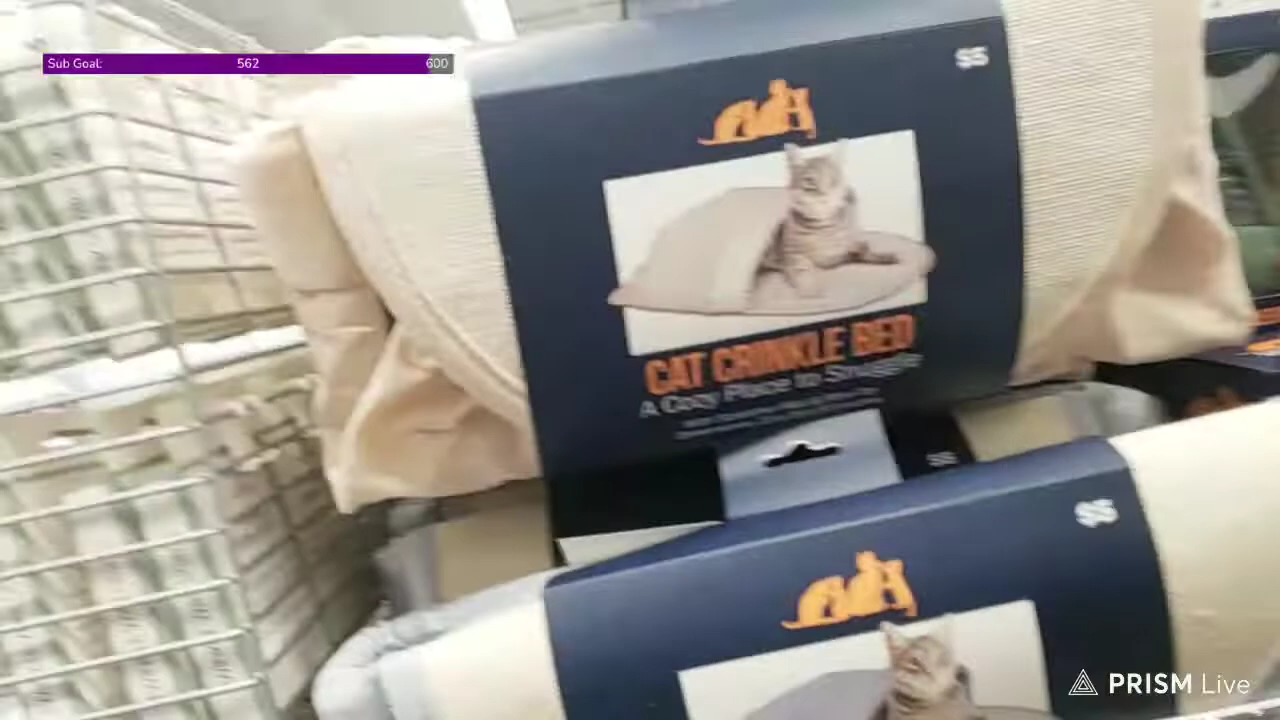 Sub Goal: 562 600
$5
CAT CRINKLE BED
A Cozy Place to Snuggle
$5
$5
PRISM Live